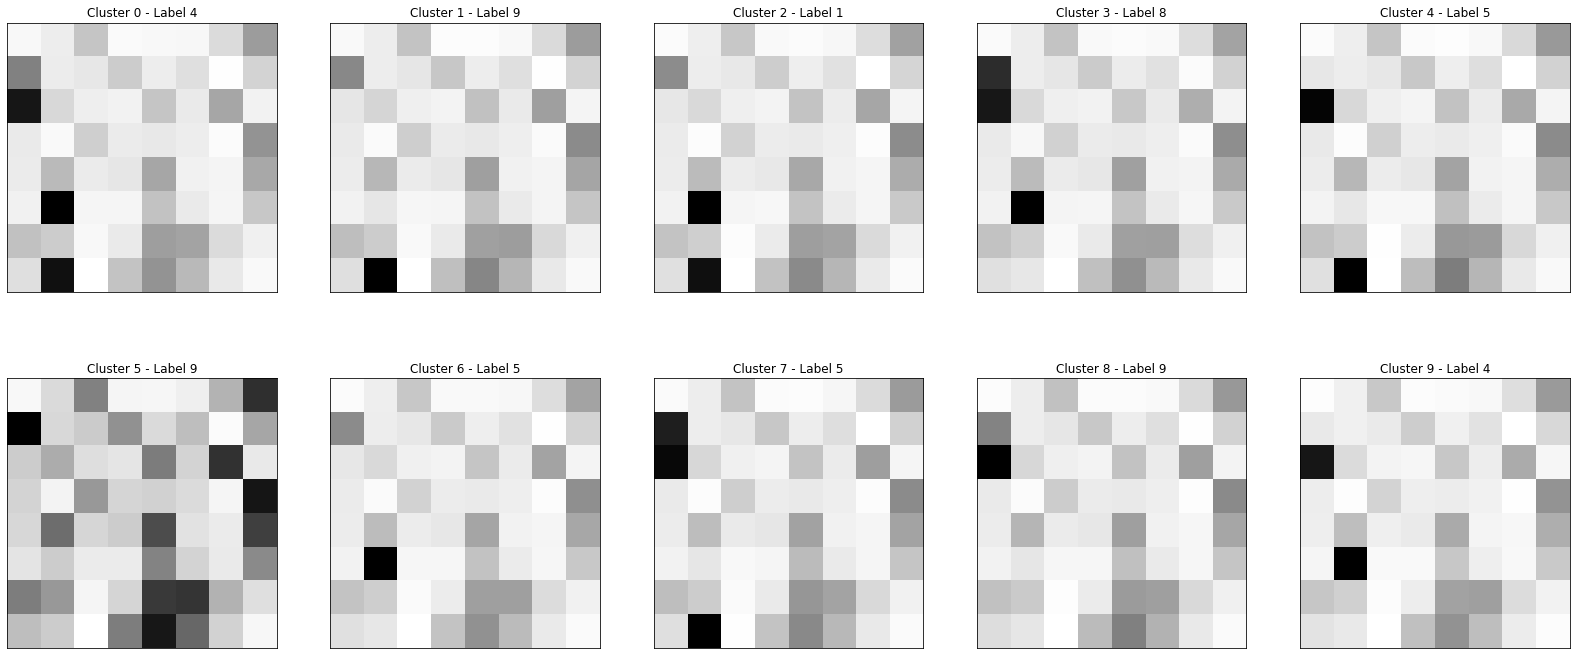 Cluster 0 - Label 4
Cluster 1 - Label 9
Cluster 2 - Label 1
Cluster 3 - Label 8
Cluster 4 - Label 5
Cluster 5 - Label 9
Cluster 6 - Label 5
Cluster 7 - Label 5
Cluster 8 - Label 9
Cluster 9 - Label 4